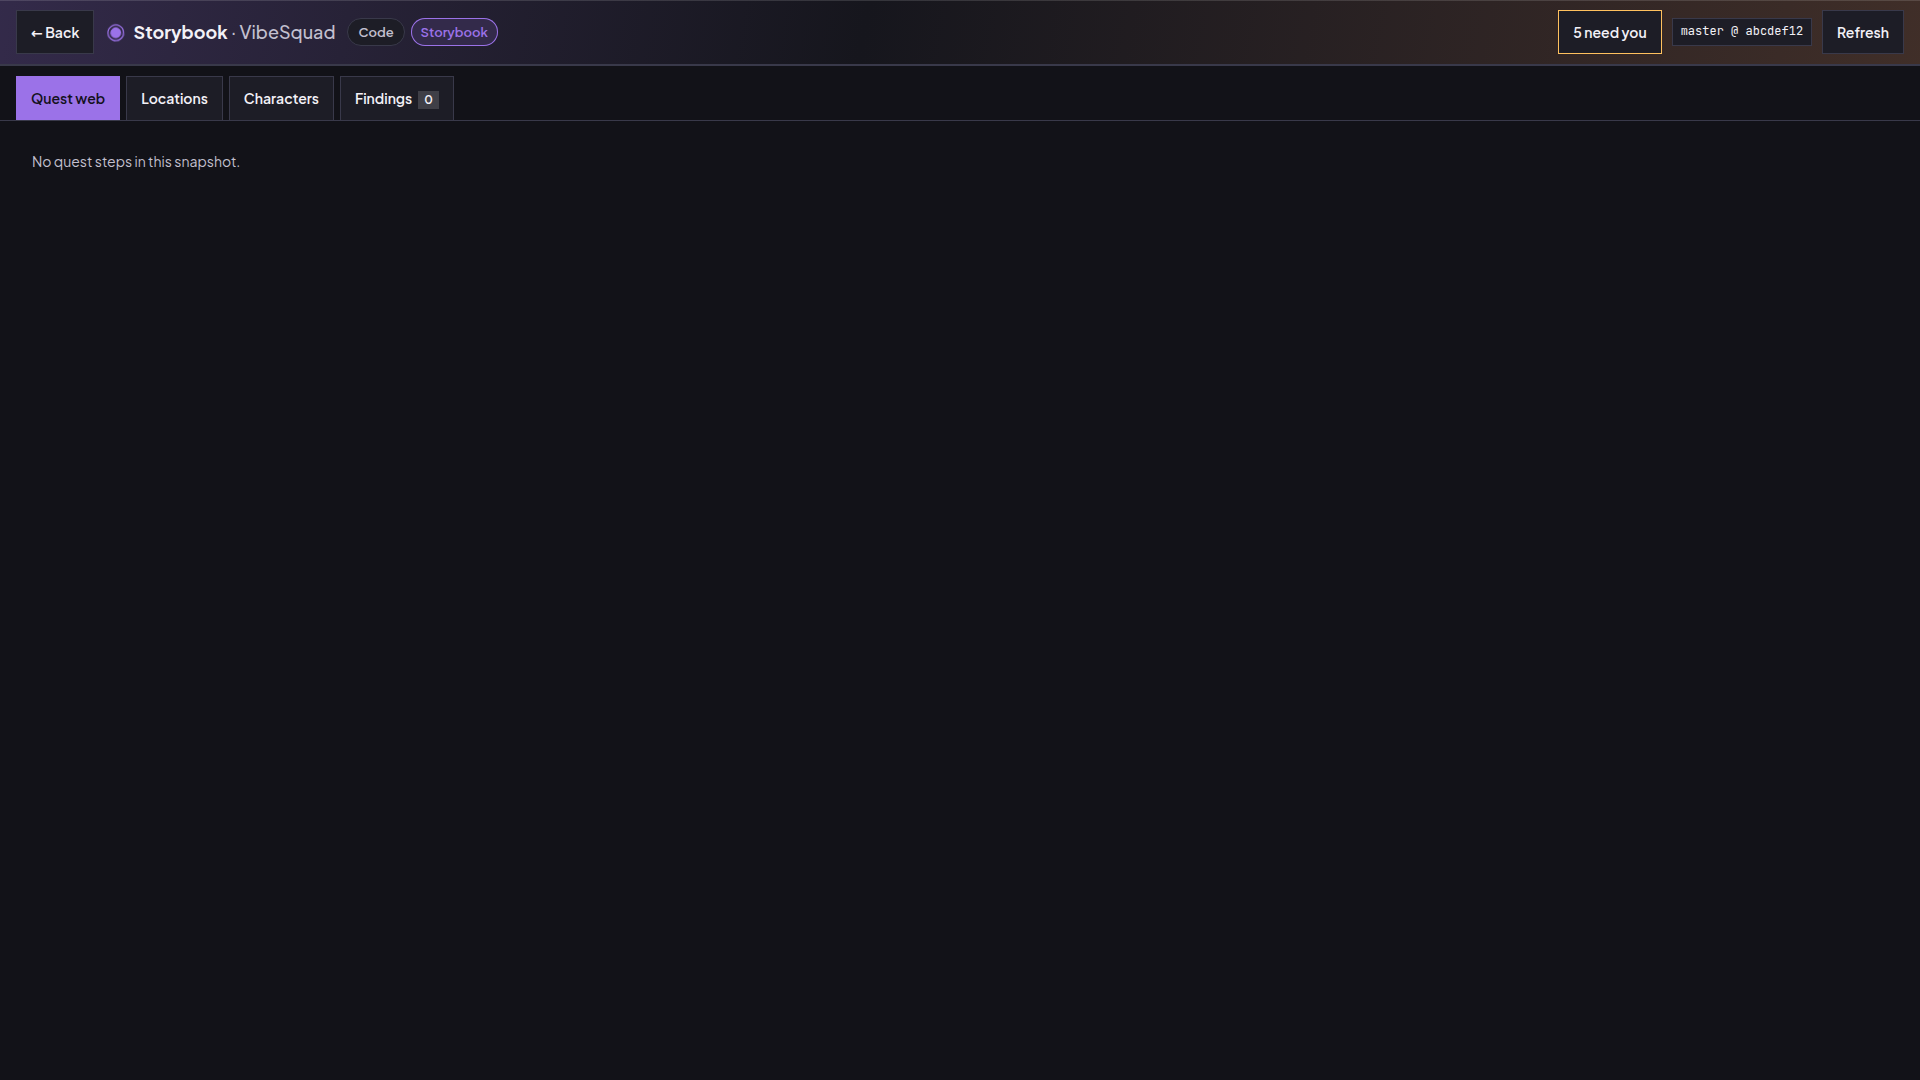 ← Back
Storybook · VibeSquad
Code
Storybook
5 need you
master @ abcdef12
Refresh
Quest web
Locations
Characters
Findings 0
No quest steps in this snapshot.